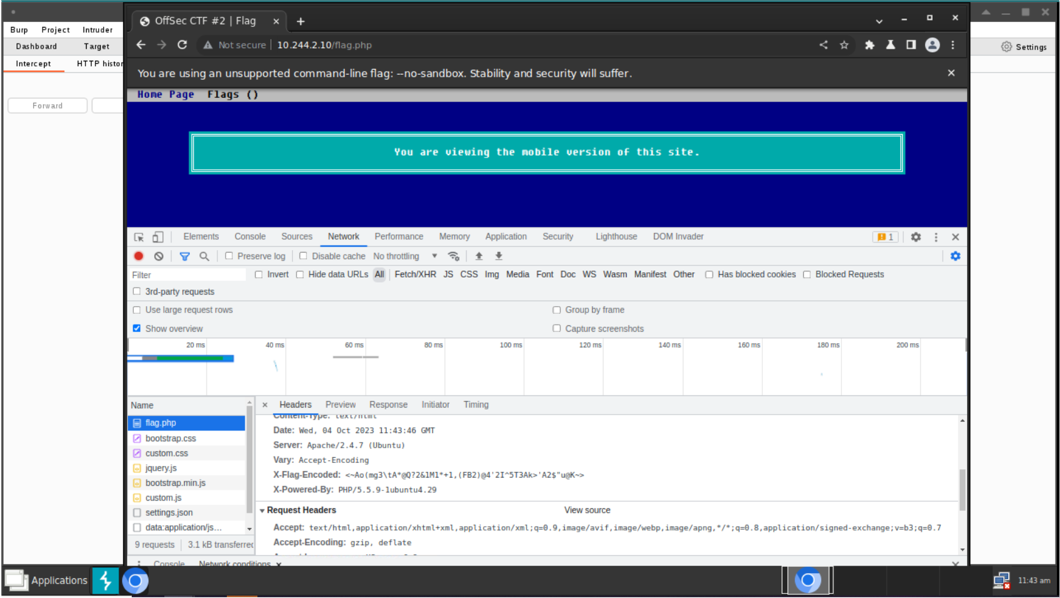 OffSec CTF #2 | Flag
Burp Project Intruder
Dashboard Target
Settings
Not secure 10.244.2.10/flag.php
Intercept HTTP histor
You are using an unsupported command-line flag: --no-sandbox. Stability and security will suffer.
Forward
Home Page Flags ()
You are viewing the mobile version of this site.
Elements Console Sources Network Performance Memory Application Security Lighthouse DOM Invader 1
Preserve log Disable cache No throttling
Filter Invert Hide data URLs All Fetch/XHR JS CSS Img Media Font Doc WS Wasm Manifest Other Has blocked cookies Blocked Requests
3rd-party requests
Use large request rows Group by frame
Show overview Capture screenshots
20 ms 40 ms 60 ms 80 ms 100 ms 120 ms 140 ms 160 ms 180 ms 200 ms
Name
Headers Preview Response Initiator Timing
flag.php
bootstrap.css
custom.css
jquery.js
bootstrap.min.js
custom.js
settings.json
data:application/js...
9 requests 3.1 kB transferrec
Content-Type: text/html
Date: Wed, 04 Oct 2023 11:43:46 GMT
Server: Apache/2.4.7 (Ubuntu)
Vary: Accept-Encoding
X-Flag-Encoded: <~Ao(mg3\tA*@Q?2&1M1*+1,(FB2)@4'2I^5T3Ak>'A2$"u@K~>
X-Powered-By: PHP/5.5.9-1ubuntu4.29
Request Headers View source
Accept: text/html,application/xhtml+xml,application/xml;q=0.9,image/avif,image/webp,image/apng,*/*;q=0.8,application/signed-exchange;v=b3;q=0.7
Accept-Encoding: gzip, deflate
Console Network conditions
Applications
11:43 am